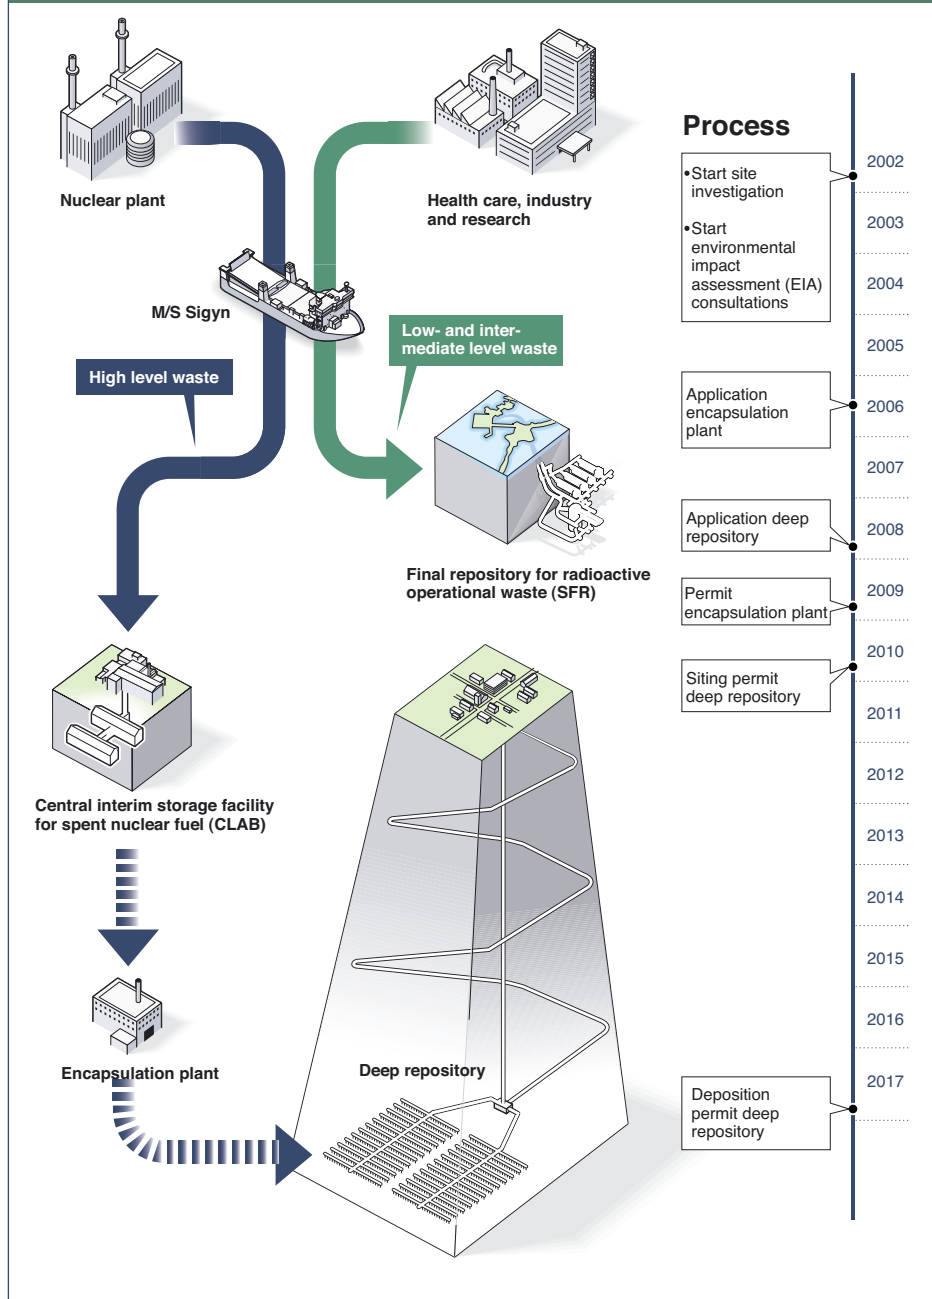 Nuclear plant
Health care, industry
and research
M/S Sigyn
High level waste
Low- and inter-
mediate level waste
Final repository for radioactive
operational waste (SFR)
Central interim storage facility
for spent nuclear fuel (CLAB)
Encapsulation plant
Deep repository
Process
•Start site
investigation
•Start
environmental
impact
assessment (EIA)
consultations
Application
encapsulation
plant
Application deep
repository
Permit
encapsulation plant
Siting permit
deep repository
Deposition
permit deep
repository
2002
2003
2004
2005
2006
2007
2008
2009
2010
2011
2012
2013
2014
2015
2016
2017